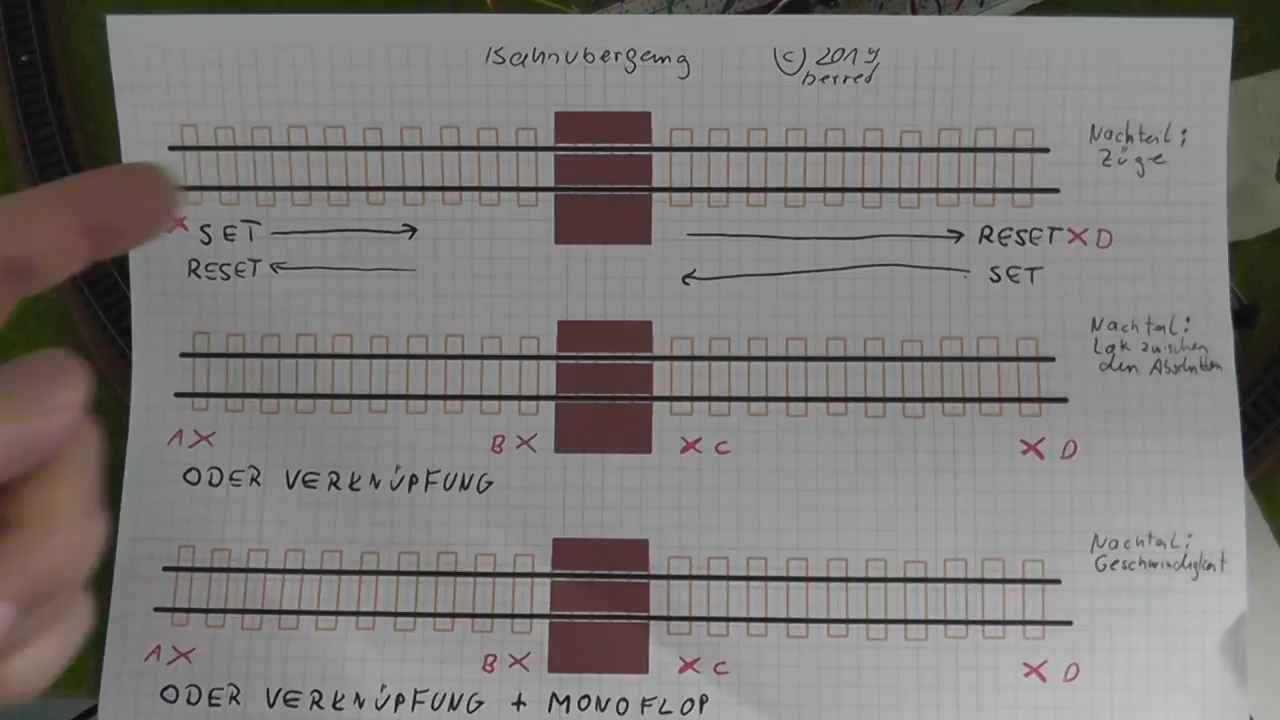 Bahnubergang
(c) 2019
berred
Nachteil:
Züge
X SET
RESET X D
RESET
SET
Nachteil:
Lok zwischen
den Abschnitten
A X
B X
X C
X D
ODER VERKNÜPFUNG
Nachteil:
Geschwindigkeit
A X
B X
X C
X D
ODER VERKNÜPFUNG + MONOFLOP